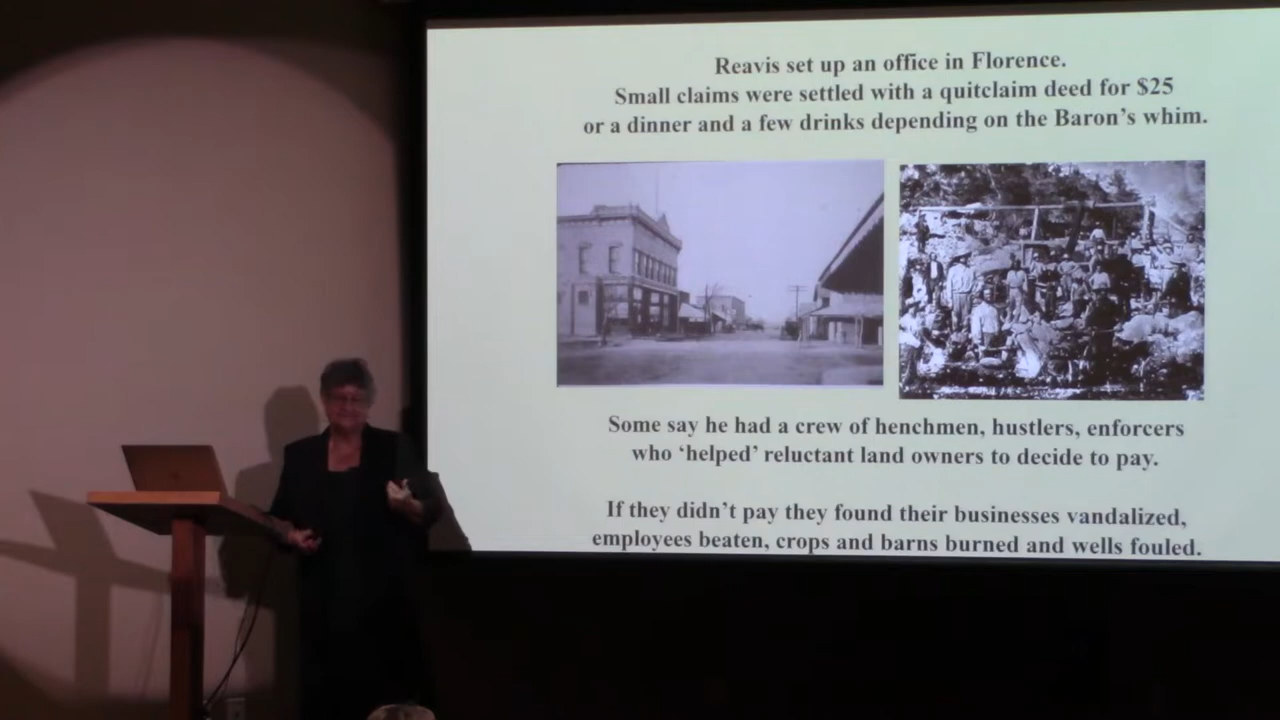 Reavis set up an office in Florence.
Small claims were settled with a quitclaim deed for $25
or a dinner and a few drinks depending on the Baron's whim.
Some say he had a crew of henchmen, hustlers, enforcers
who ‘helped’ reluctant land owners to decide to pay.
If they didn't pay they found their businesses vandalized,
employees beaten, crops and barns burned and wells fouled.